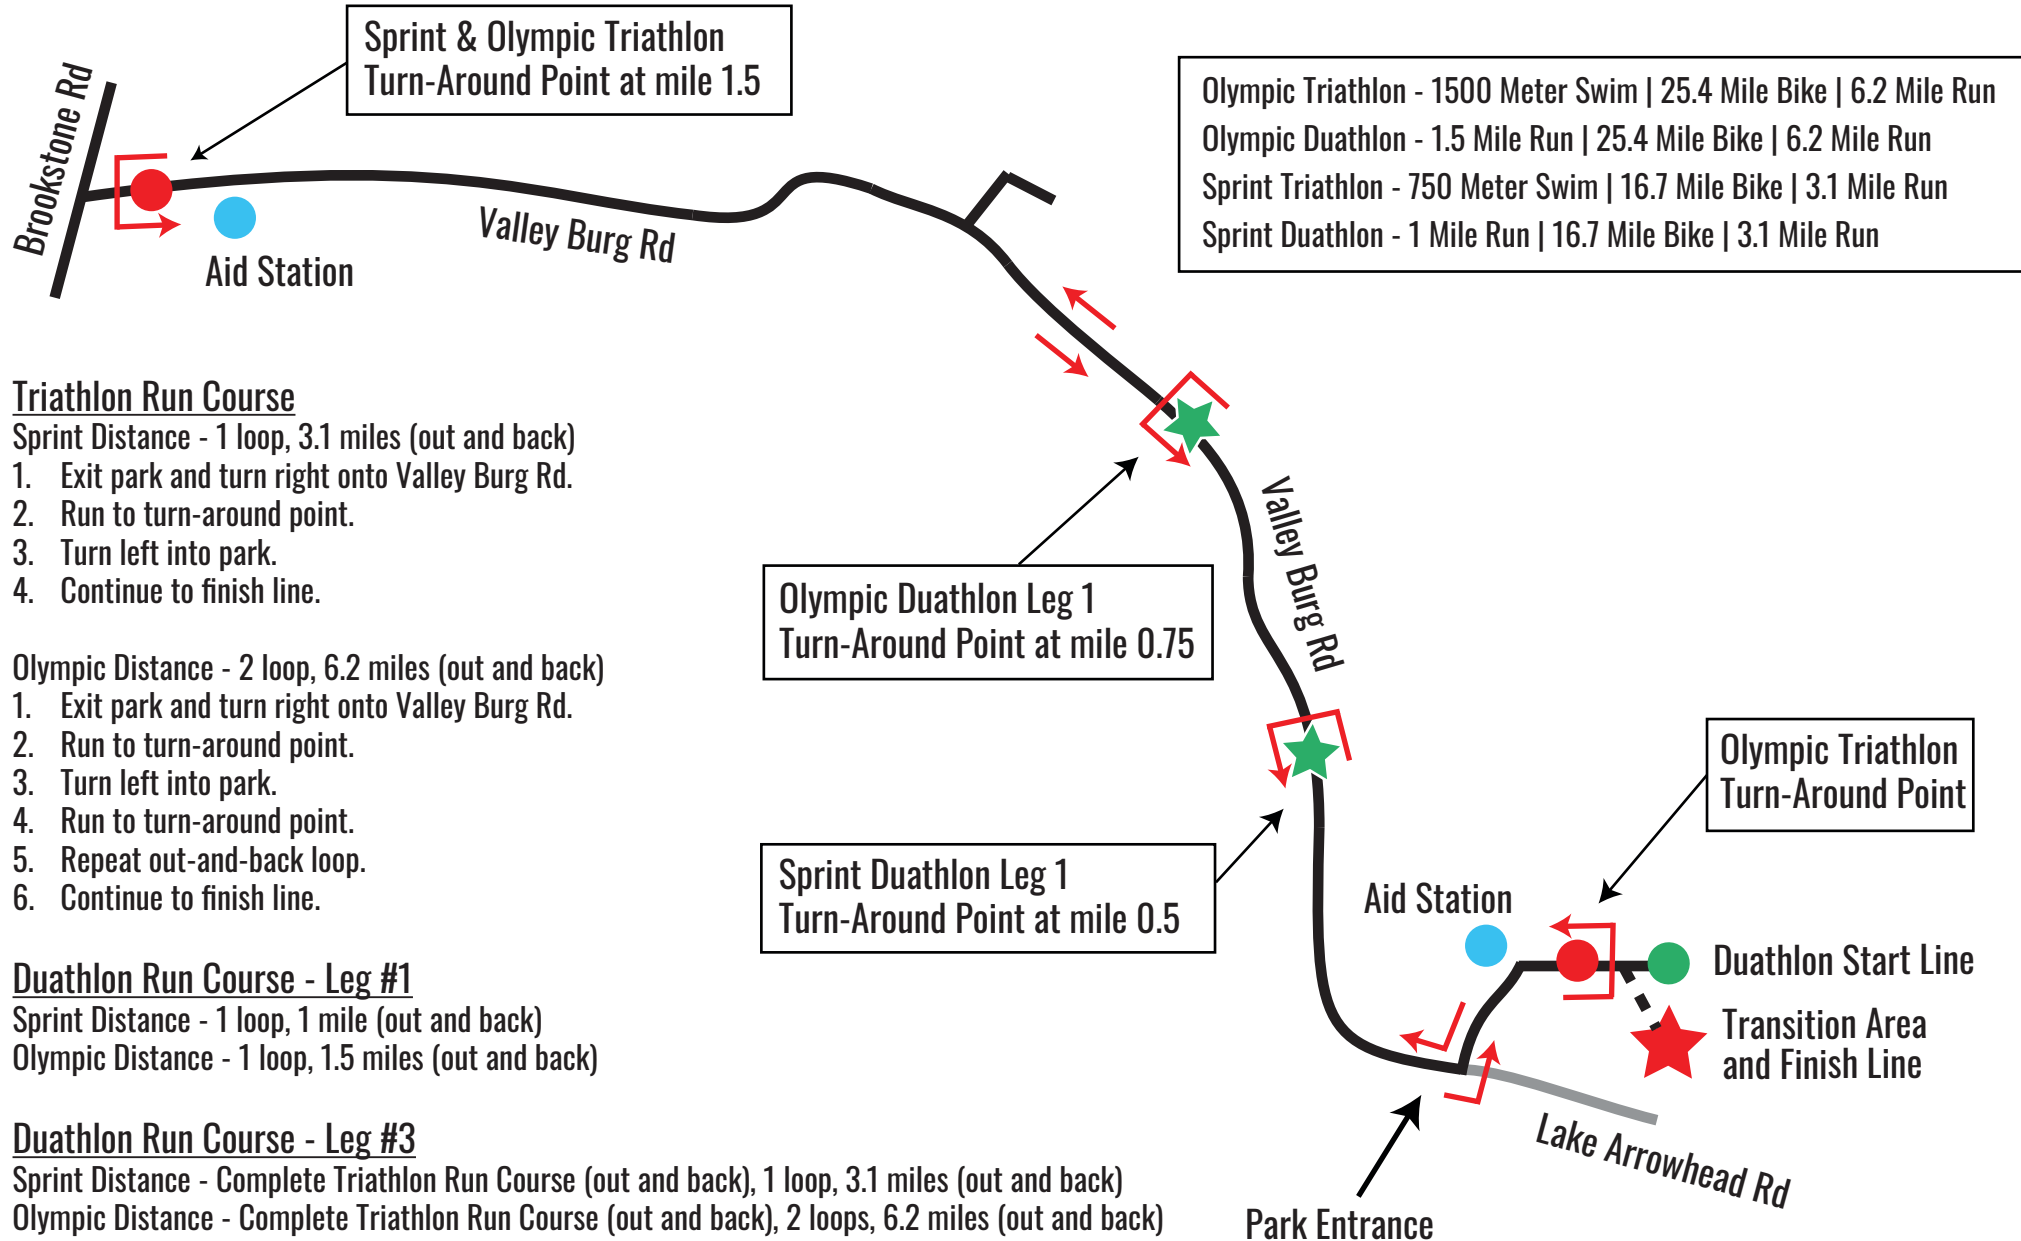 Sprint & Olympic Triathlon
Turn-Around Point at mile 1.5
Olympic Triathlon - 1500 Meter Swim | 25.4 Mile Bike | 6.2 Mile Run
Olympic Duathlon - 1.5 Mile Run | 25.4 Mile Bike | 6.2 Mile Run
Sprint Triathlon - 750 Meter Swim | 16.7 Mile Bike | 3.1 Mile Run
Sprint Duathlon - 1 Mile Run | 16.7 Mile Bike | 3.1 Mile Run
Brookstone Rd
Valley Burg Rd
Aid Station
Triathlon Run Course
Sprint Distance - 1 loop, 3.1 miles (out and back)
1. Exit park and turn right onto Valley Burg Rd.
2. Run to turn-around point.
3. Turn left into park.
4. Continue to finish line.
Olympic Distance - 2 loop, 6.2 miles (out and back)
1. Exit park and turn right onto Valley Burg Rd.
2. Run to turn-around point.
3. Turn left into park.
4. Run to turn-around point.
5. Repeat out-and-back loop.
6. Continue to finish line.
Duathlon Run Course - Leg #1
Sprint Distance - 1 loop, 1 mile (out and back)
Olympic Distance - 1 loop, 1.5 miles (out and back)
Duathlon Run Course - Leg #3
Sprint Distance - Complete Triathlon Run Course (out and back), 1 loop, 3.1 miles (out and back)
Olympic Distance - Complete Triathlon Run Course (out and back), 2 loops, 6.2 miles (out and back)
Valley Burg Rd
Olympic Duathlon Leg 1
Turn-Around Point at mile 0.75
Sprint Duathlon Leg 1
Turn-Around Point at mile 0.5
Olympic Triathlon
Turn-Around Point
Aid Station
Duathlon Start Line
Transition Area
and Finish Line
Lake Arrowhead Rd
Park Entrance